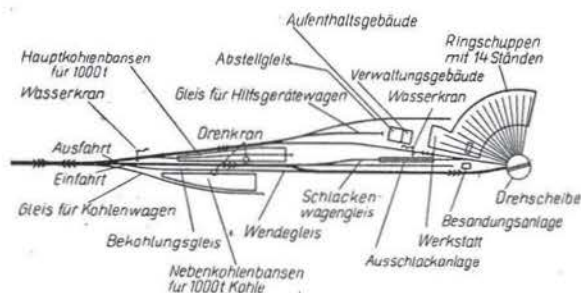 Aufenthaltsgebäude
Ringschuppen
mit 14 Ständen
Abstellgleis
Hauptkohlenbansen
für 1000t
Verwaltungsgebäude
Wasserkran
Wasserkran
Gleis für Hilfsgerätewagen
Drehkran
Ausfahrt
Einfahrt
Gleis für Kohlenwagen
Schlacken-
wagengleis
Drehscheibe
Besandungsanlage
Bekohlungsgleis
Wendegleis
Werkstatt
Ausschlackanlage
Nebenkohlenbansen
für 1000t Kohle